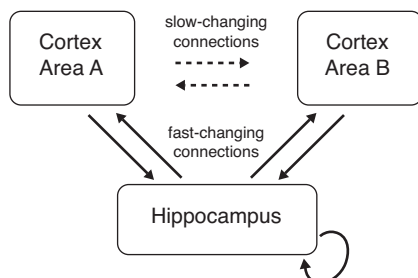 slow-changing
connections
Cortex
Area A
Cortex
Area B
fast-changing
connections
Hippocampus